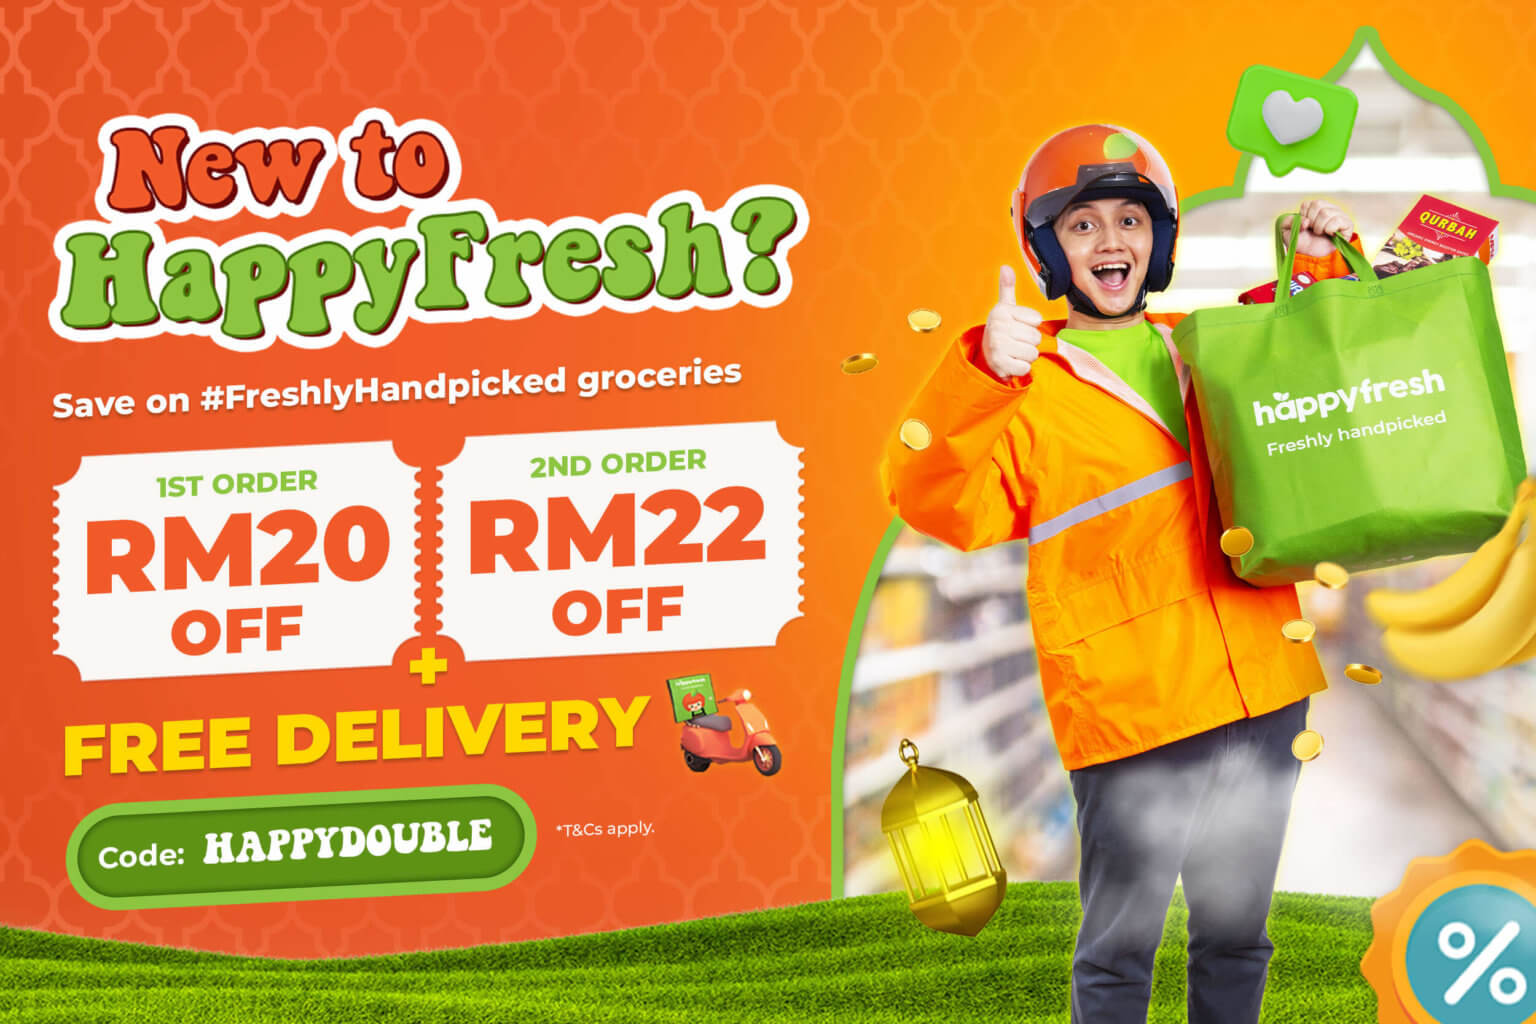 New to
HappyFresh?
Save on #FreshlyHandpicked groceries
1ST ORDER
RM20
OFF
2ND ORDER
RM22
OFF
+
FREE DELIVERY
Code: HAPPYDOUBLE
*T&Cs apply.
QURBAH
happyfresh
Freshly handpicked
%